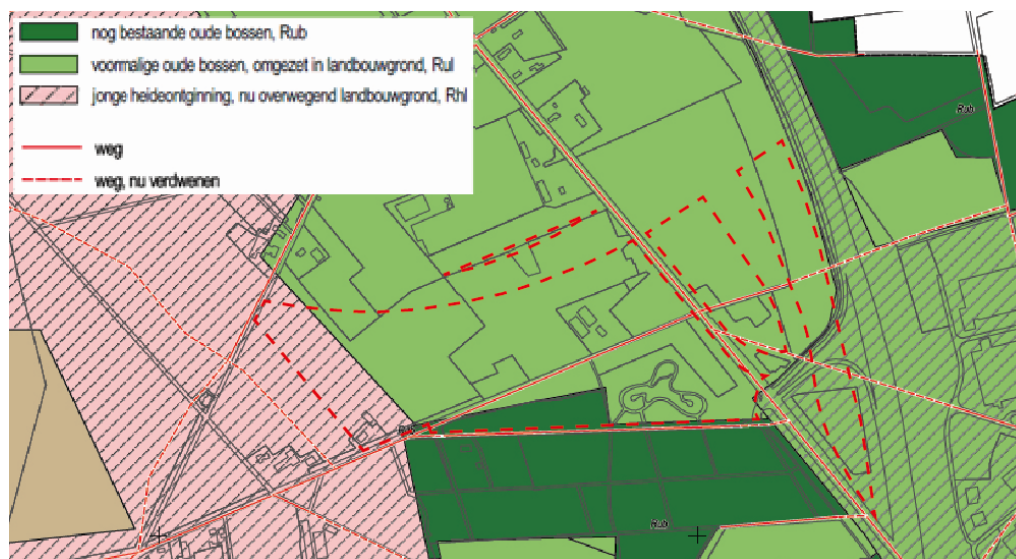 nog bestaande oude bossen, Rub
voormalige oude bossen, omgezet in landbouwgrond, Rul
jonge heideontginning, nu overwegend landbouwgrond, Rhl
weg
weg, nu verdwenen
Rub
Rub